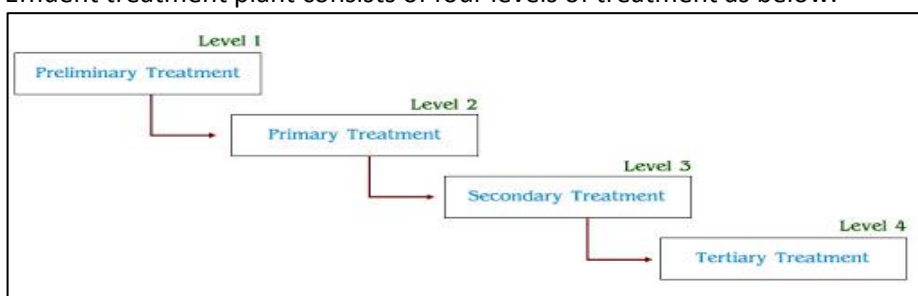 Effluent treatment plant consists of four levels of treatment as below:
Level 1
Preliminary Treatment
Level 2
Primary Treatment
Level 3
Secondary Treatment
Level 4
Tertiary Treatment